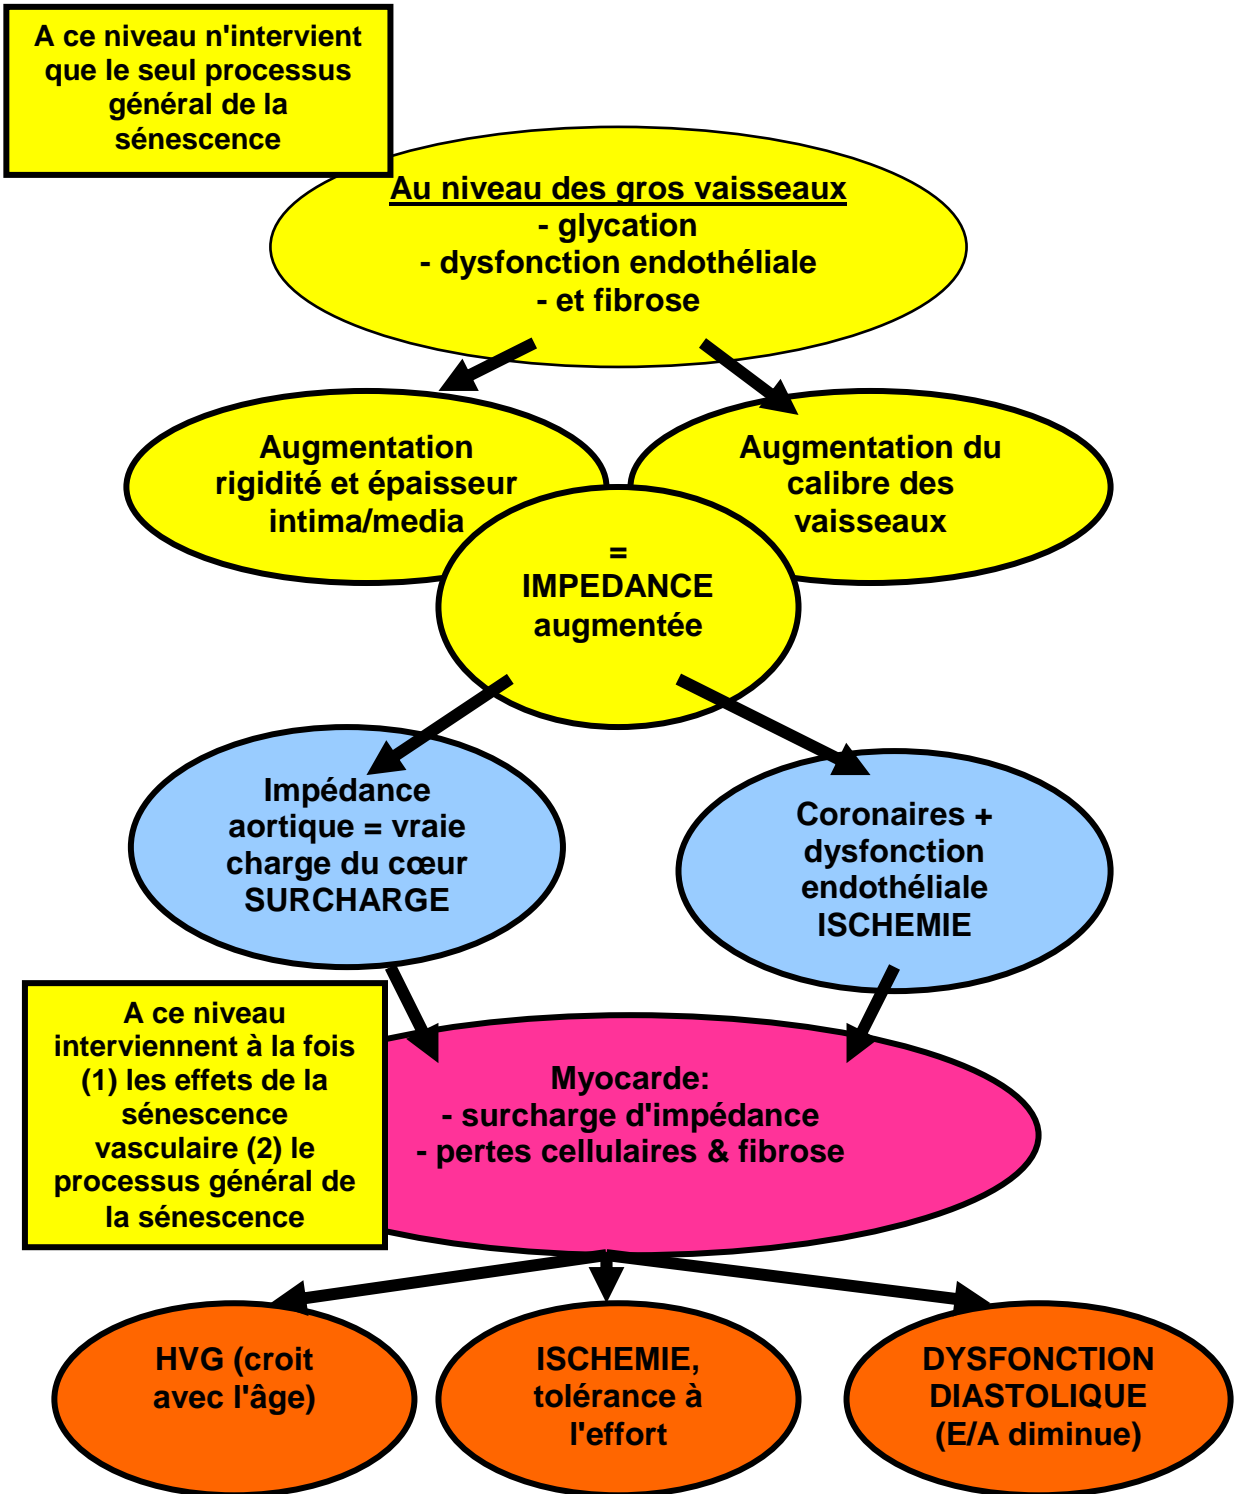 A ce niveau n'intervient
que le seul processus
général de la
sénescence
Au niveau des gros vaisseaux
- glycation
- dysfonction endothéliale
- et fibrose
Augmentation
rigidité et épaisseur
intima/media
Augmentation du
calibre des
vaisseaux
=
IMPEDANCE
augmentée
Impédance
aortique = vraie
charge du cœur
SURCHARGE
Coronaires +
dysfonction
endothéliale
ISCHEMIE
A ce niveau
interviennent à la fois
(1) les effets de la
sénescence
vasculaire (2) le
processus général de
la sénescence
Myocarde:
- surcharge d'impédance
- pertes cellulaires & fibrose
HVG (croit
avec l'âge)
ISCHEMIE,
tolérance à
l'effort
DYSFONCTION
DIASTOLIQUE
(E/A diminue)